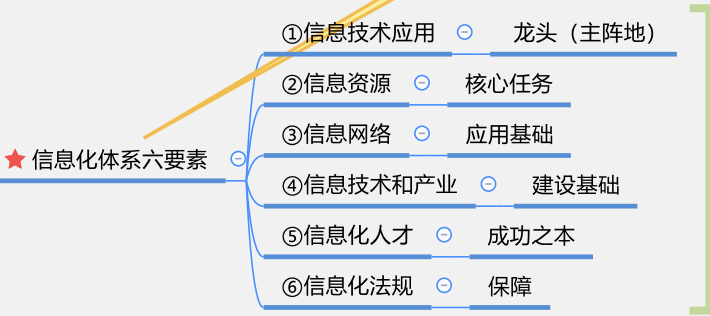 信息化体系六要素
①信息技术应用 龙头（主阵地）
②信息资源 核心任务
③信息网络 应用基础
④信息技术和产业 建设基础
⑤信息化人才 成功之本
⑥信息化法规 保障